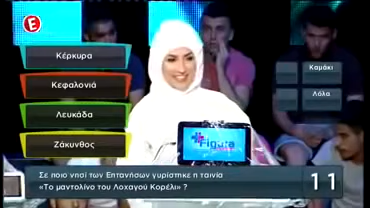 E
Κέρκυρα
Κεφαλονιά
Λευκάδα
Ζάκυνθος
Καμάκι
Λόλα
Figura
Σε ποιο νησί των Επτανήσων γυρίστηκε η ταινία
«Το μαντολίνο του Λοχαγού Κορέλι» ?
11